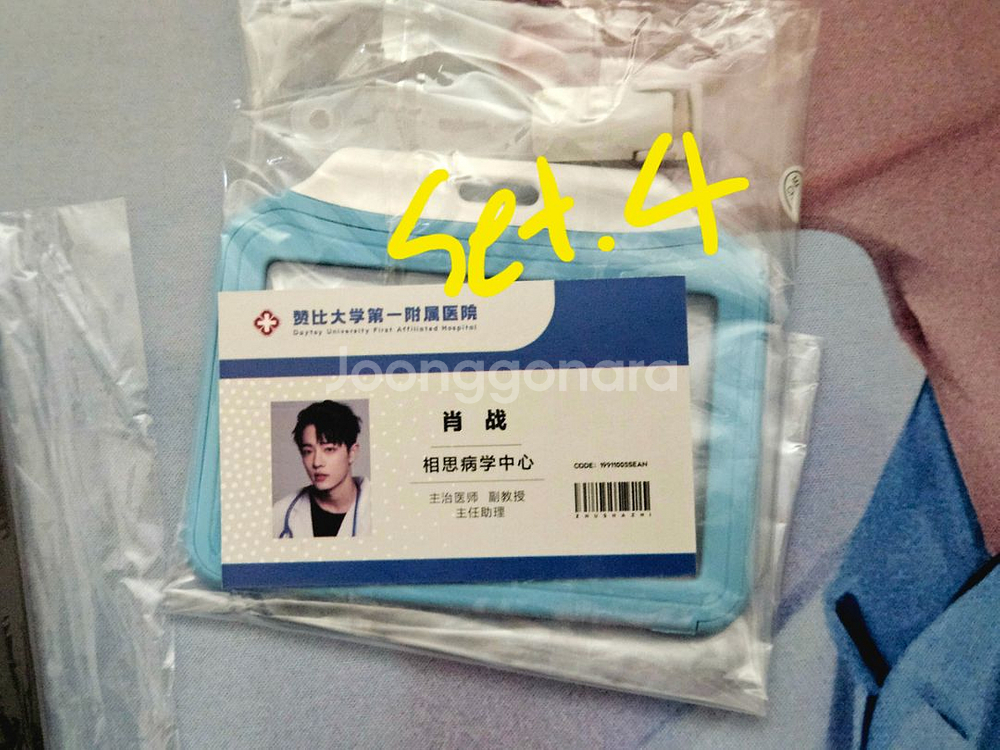 set.4
赞比大学第一附属医院
Daytoy University First Affiliated Hospital
Joonggonara
肖 战
相思病学中心
CODE: 19911005SEAN
主治医师 副教授
主任助理
ZHUSHAZHI